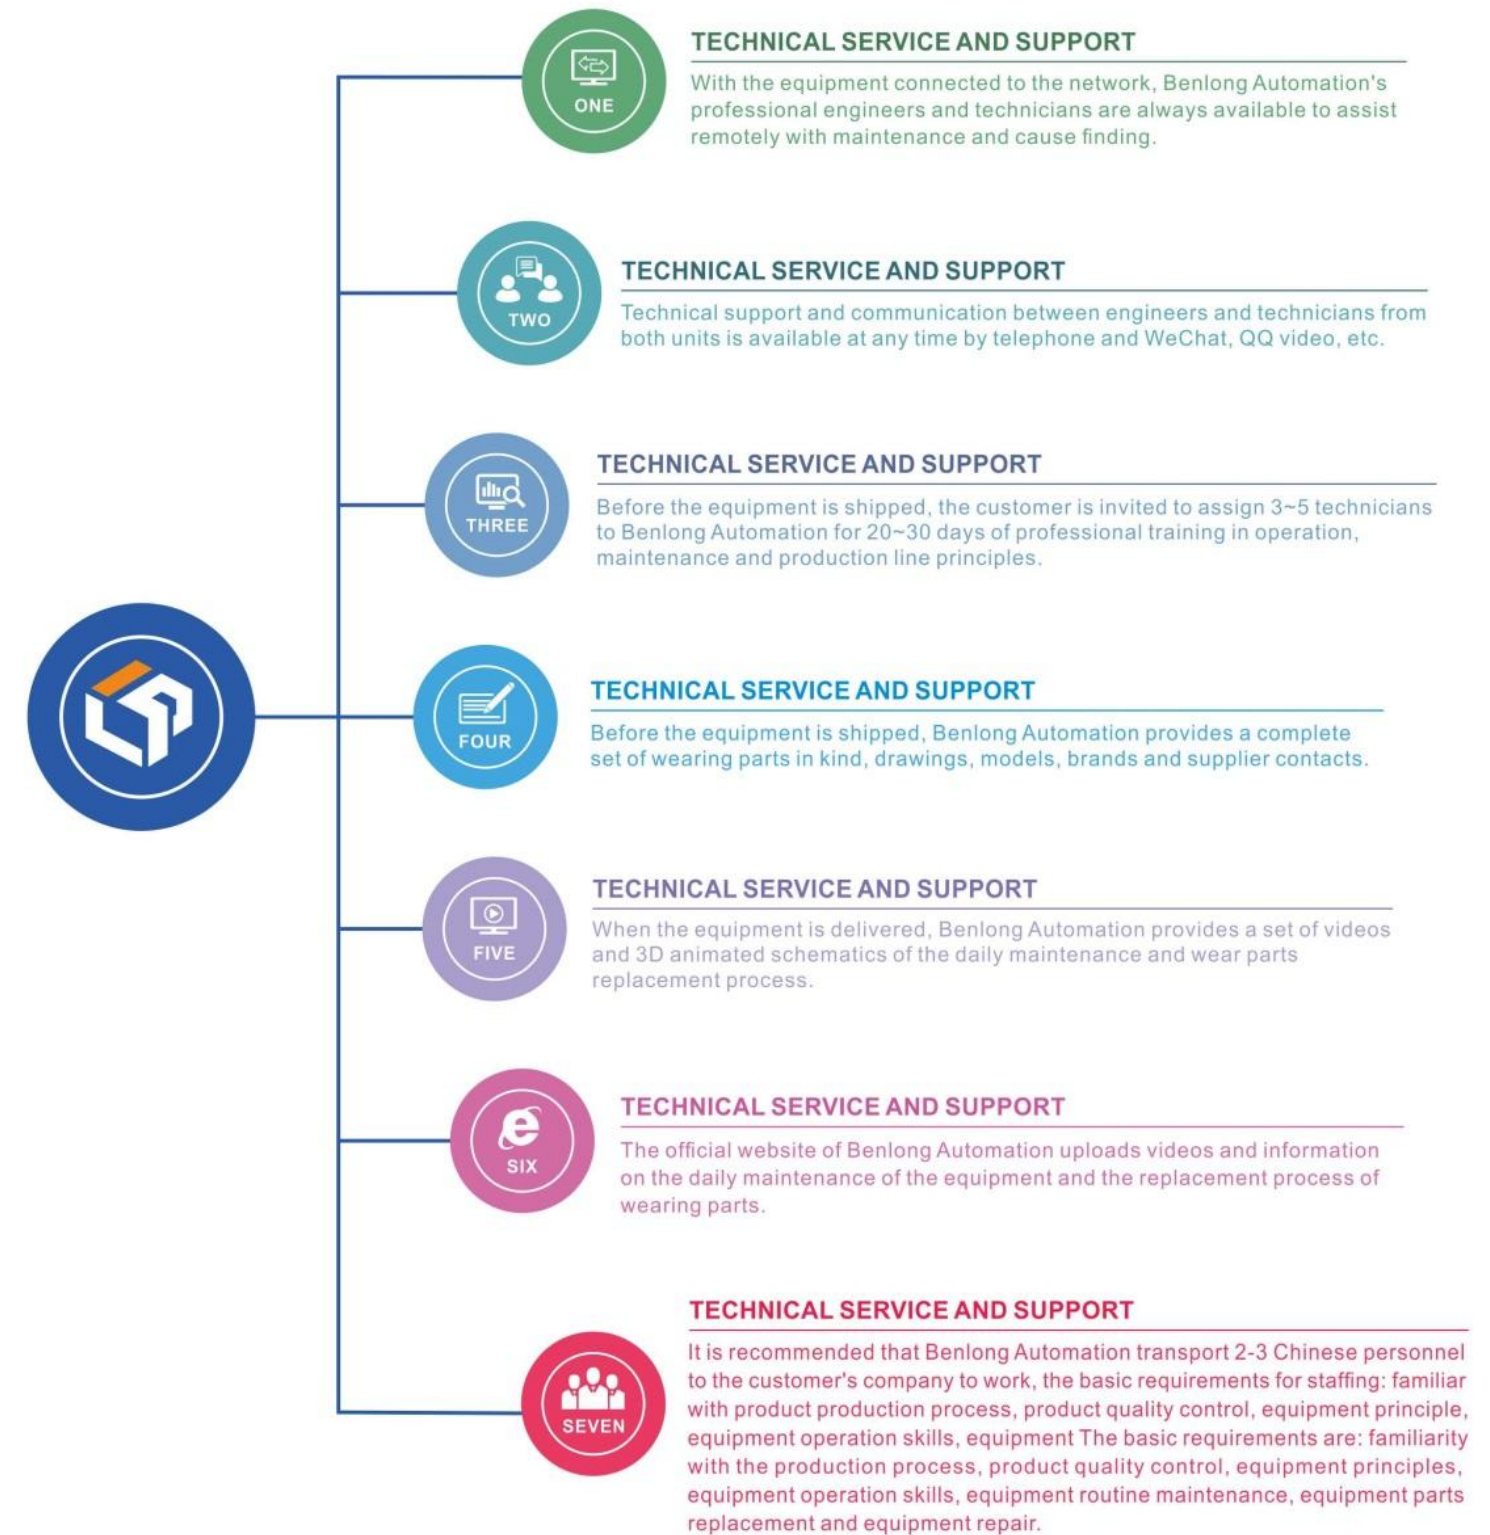 TECHNICAL SERVICE AND SUPPORT
With the equipment connected to the network, Benlong Automation's
professional engineers and technicians are always available to assist
remotely with maintenance and cause finding.
ONE
TECHNICAL SERVICE AND SUPPORT
Technical support and communication between engineers and technicians from
both units is available at any time by telephone and WeChat, QQ video, etc.
TWO
TECHNICAL SERVICE AND SUPPORT
Before the equipment is shipped, the customer is invited to assign 3~5 technicians
to Benlong Automation for 20~30 days of professional training in operation,
maintenance and production line principles.
THREE
TECHNICAL SERVICE AND SUPPORT
Before the equipment is shipped, Benlong Automation provides a complete
set of wearing parts in kind, drawings, models, brands and supplier contacts.
FOUR
TECHNICAL SERVICE AND SUPPORT
When the equipment is delivered, Benlong Automation provides a set of videos
and 3D animated schematics of the daily maintenance and wear parts
replacement process.
FIVE
TECHNICAL SERVICE AND SUPPORT
The official website of Benlong Automation uploads videos and information
on the daily maintenance of the equipment and the replacement process of
wearing parts.
SIX
TECHNICAL SERVICE AND SUPPORT
It is recommended that Benlong Automation transport 2-3 Chinese personnel
to the customer's company to work, the basic requirements for staffing: familiar
with product production process, product quality control, equipment principle,
equipment operation skills, equipment The basic requirements are: familiarity
with the production process, product quality control, equipment principles,
equipment operation skills, equipment routine maintenance, equipment parts
replacement and equipment repair.
SEVEN